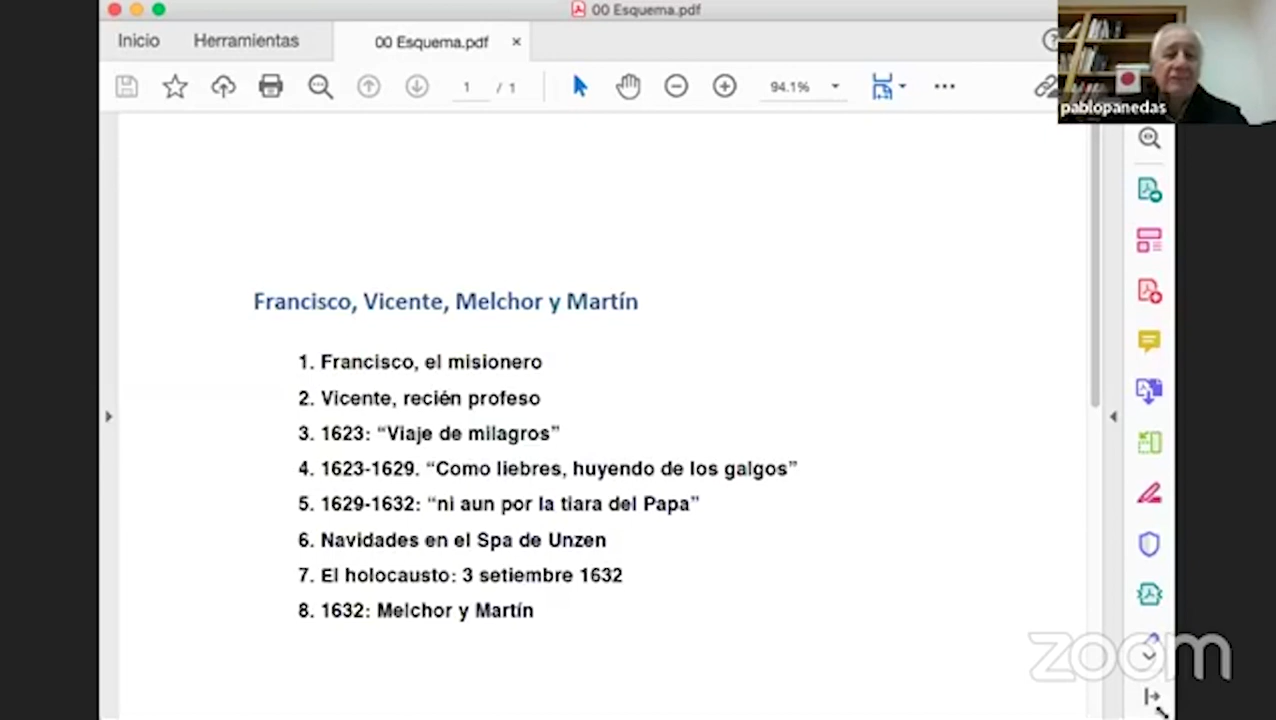 00 Esquema.pdf
Inicio Herramientas 00 Esquema.pdf ×
1 / 1 94.1%
pablopanedas
Francisco, Vicente, Melchor y Martín
1. Francisco, el misionero
2. Vicente, recién profeso
3. 1623: “Viaje de milagros”
4. 1623-1629. “Como liebres, huyendo de los galgos”
5. 1629-1632: “ni aun por la tiara del Papa”
6. Navidades en el Spa de Unzen
7. El holocausto: 3 setiembre 1632
8. 1632: Melchor y Martín
zoom